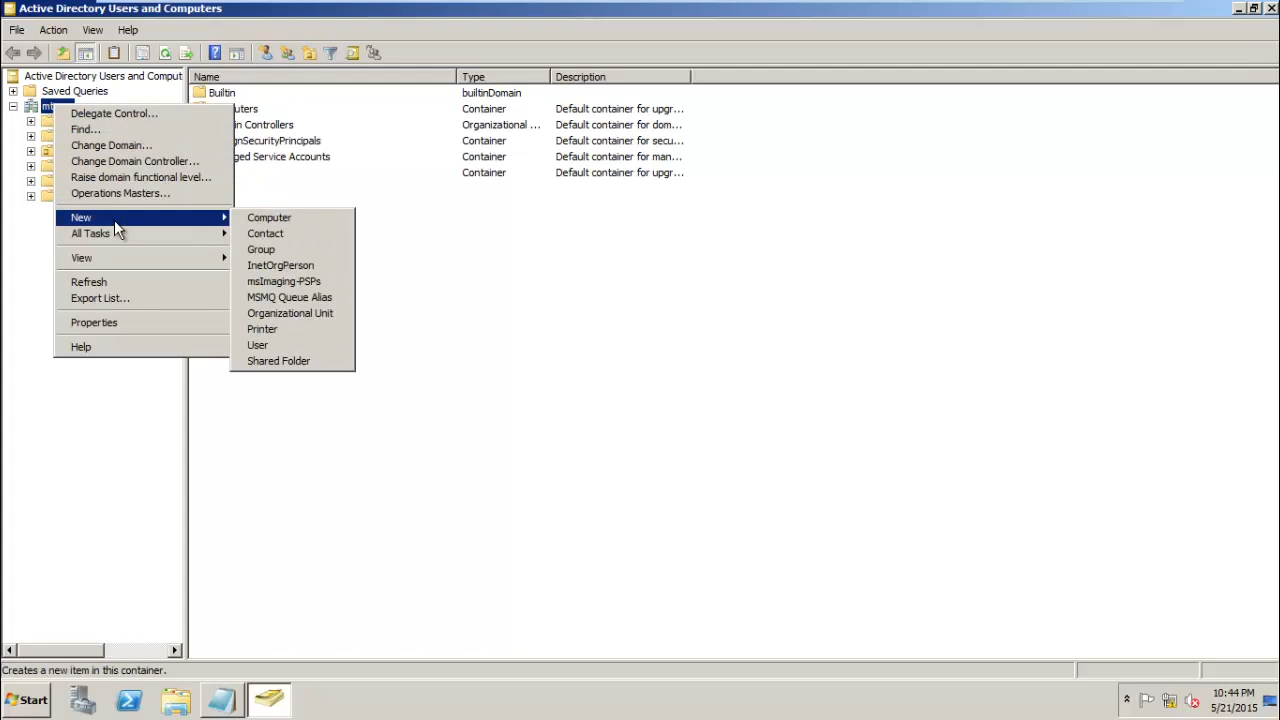 Active Directory Users and Computers
File Action View Help
Active Directory Users and Comput
Saved Queries
Name Type Description
Builtin builtinDomain
Container Default container for upgr...
Controllers Organizational ... Default container for dom...
Container Default container for secu...
Service Accounts Container Default container for man...
Container Default container for upgr...
Delegate Control...
Find...
Change Domain...
Change Domain Controller...
Raise domain functional level...
Operations Masters...
New
All Tasks
View
Refresh
Export List...
Properties
Help
Computer
Contact
Group
InetOrgPerson
msImaging-PSPs
MSMQ Queue Alias
Organizational Unit
Printer
User
Shared Folder
Creates a new item in this container.
Start
10:44 PM
5/21/2015